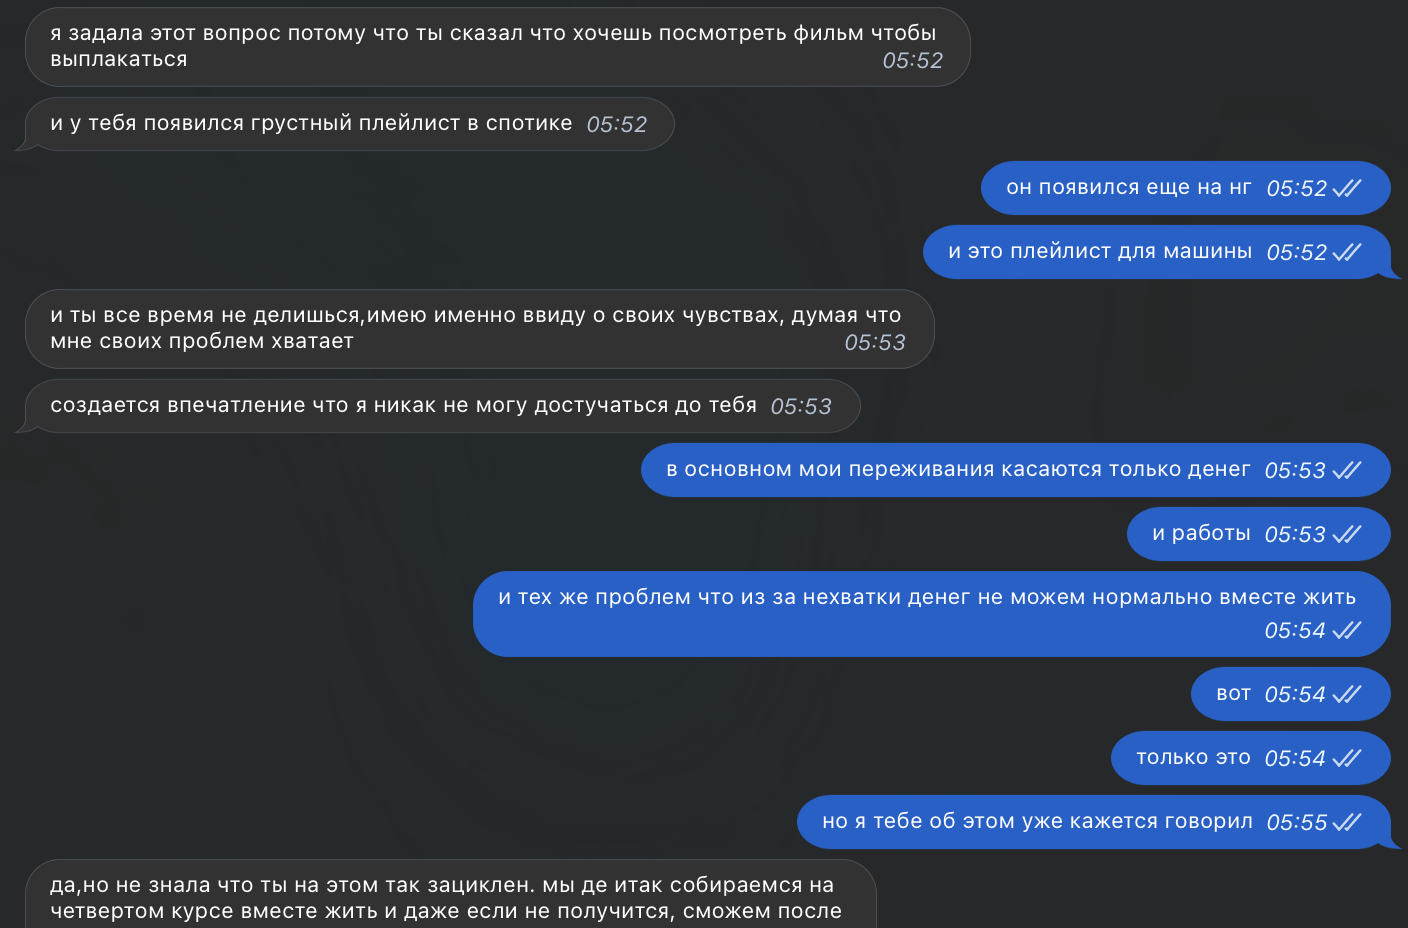 я задала этот вопрос потому что ты сказал что хочешь посмотреть фильм чтобы
выплакаться 05:52
и у тебя появился грустный плейлист в спотике 05:52
он появился еще на нг 05:52
и это плейлист для машины 05:52
и ты все время не делишься,имею именно ввиду о своих чувствах, думая что
мне своих проблем хватает 05:53
создается впечатление что я никак не могу достучаться до тебя 05:53
в основном мои переживания касаются только денег 05:53
и работы 05:53
и тех же проблем что из за нехватки денег не можем нормально вместе жить
05:54
вот 05:54
только это 05:54
но я тебе об этом уже кажется говорил 05:55
да,но не знала что ты на этом так зациклен. мы де итак собираемся на
четвертом курсе вместе жить и даже если не получится, сможем после